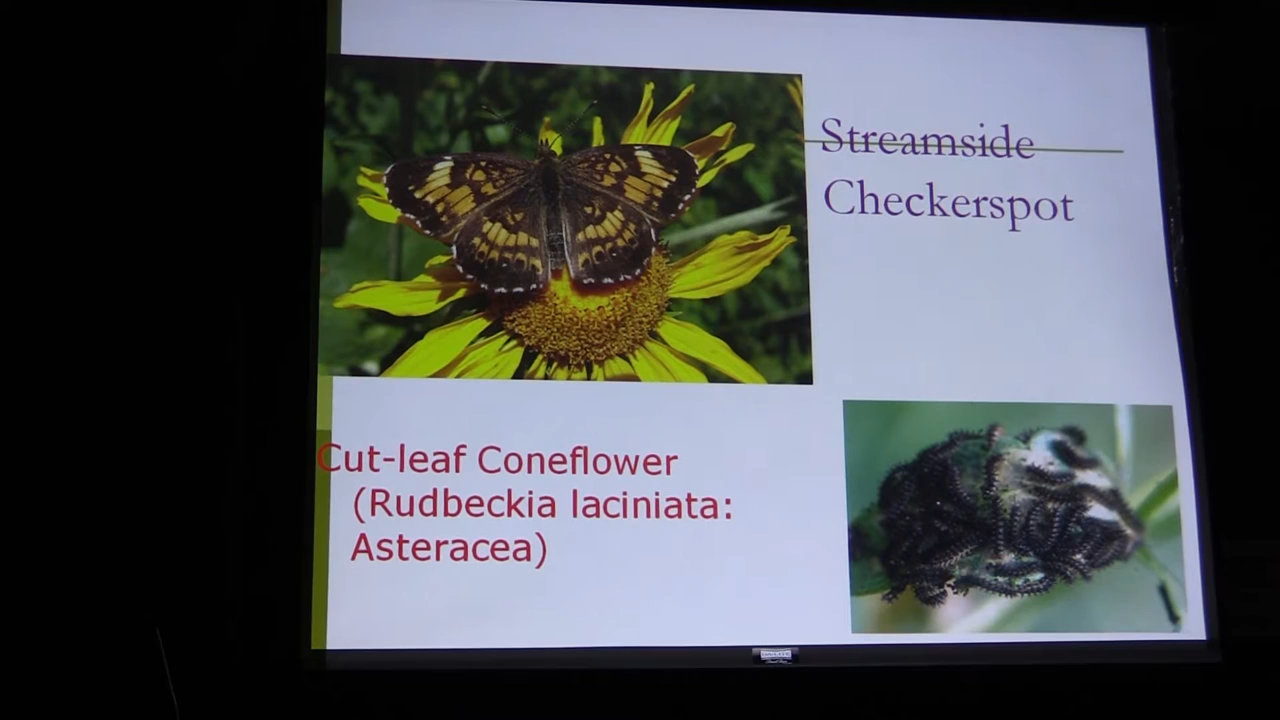 Streamside
Checkerspot
Cut-leaf Coneflower
(Rudbeckia laciniata:
Asteracea)